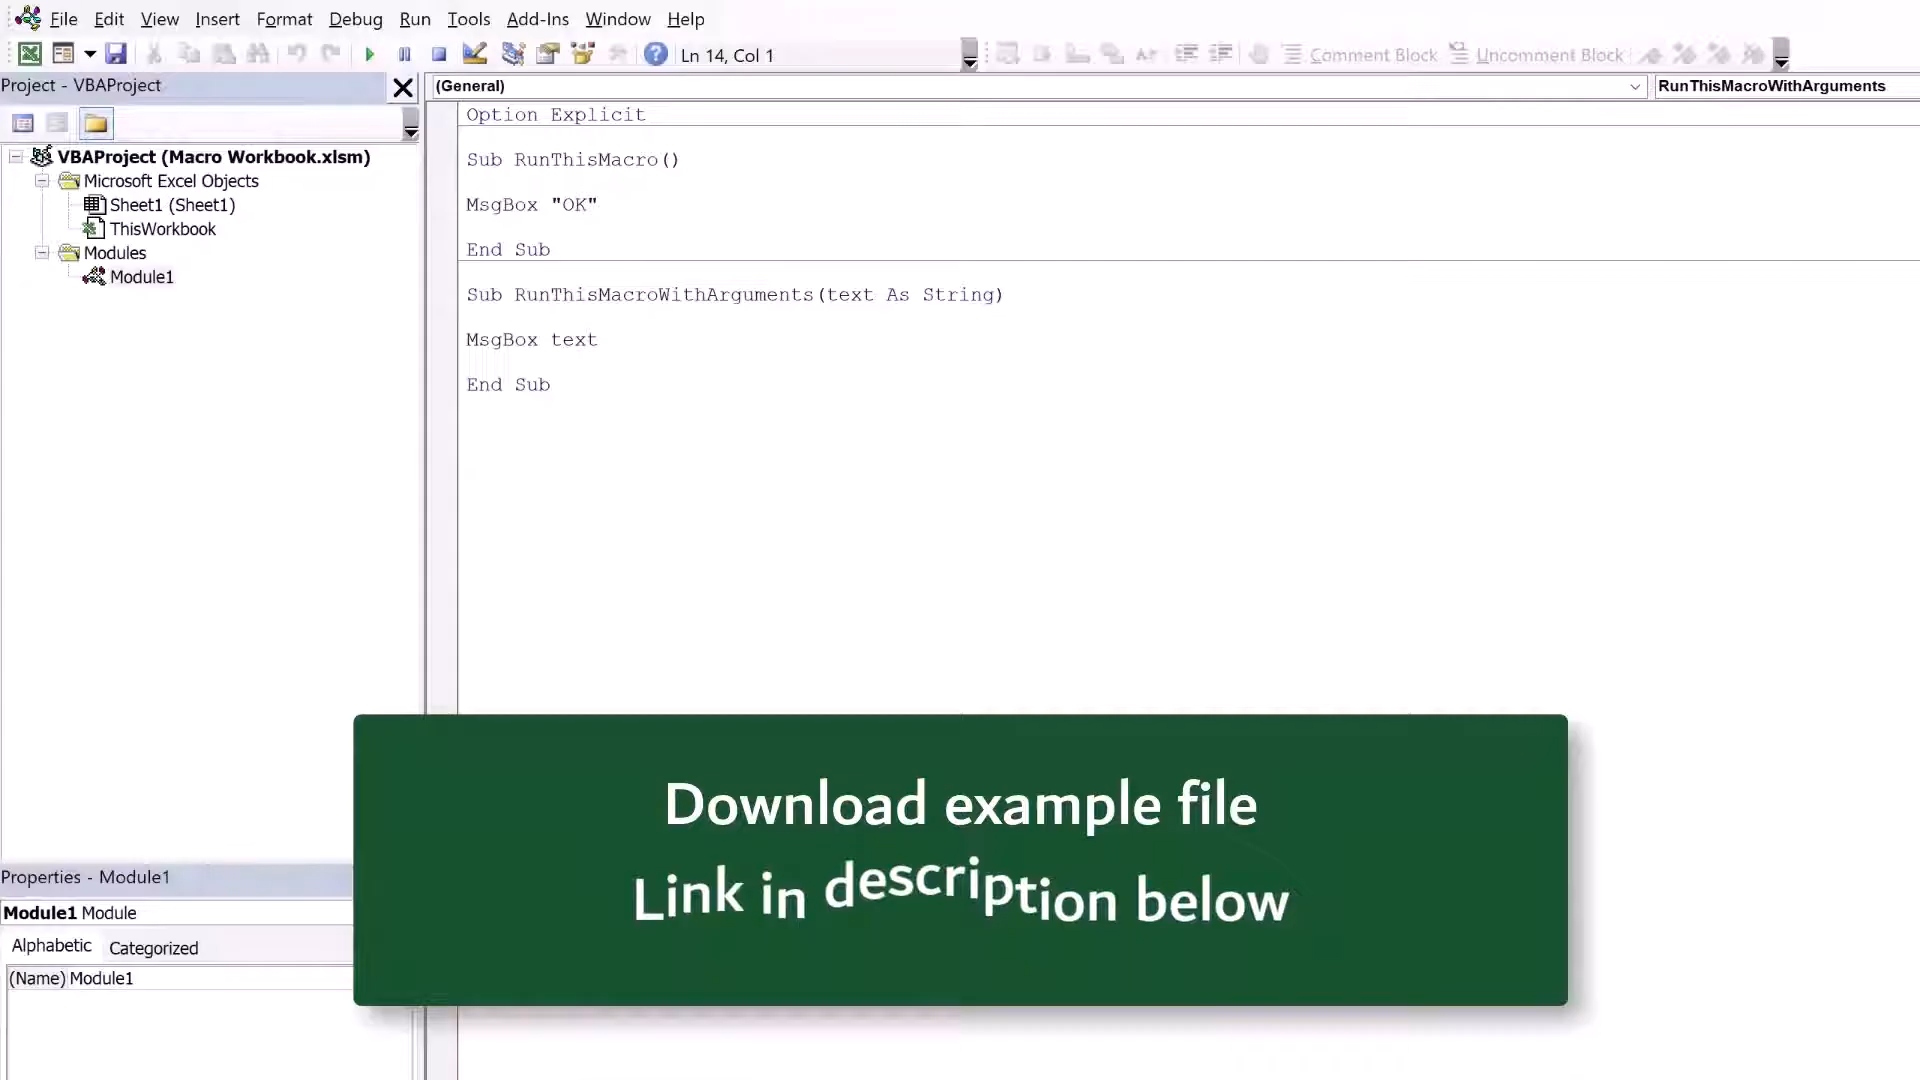 File Edit View Insert Format Debug Run Tools Add-Ins Window Help
Ln 14, Col 1
Comment Block
Uncomment Block
Project - VBAProject
(General)
RunThisMacroWithArguments
VBAProject (Macro Workbook.xlsm)
Microsoft Excel Objects
Sheet1 (Sheet1)
ThisWorkbook
Modules
Module1
Option Explicit
Sub RunThisMacro()
MsgBox "OK"
End Sub
Sub RunThisMacroWithArguments(text As String)
MsgBox text
End Sub
Properties - Module1
Module1 Module
Alphabetic Categorized
(Name) Module1
Download example file
Link in description below